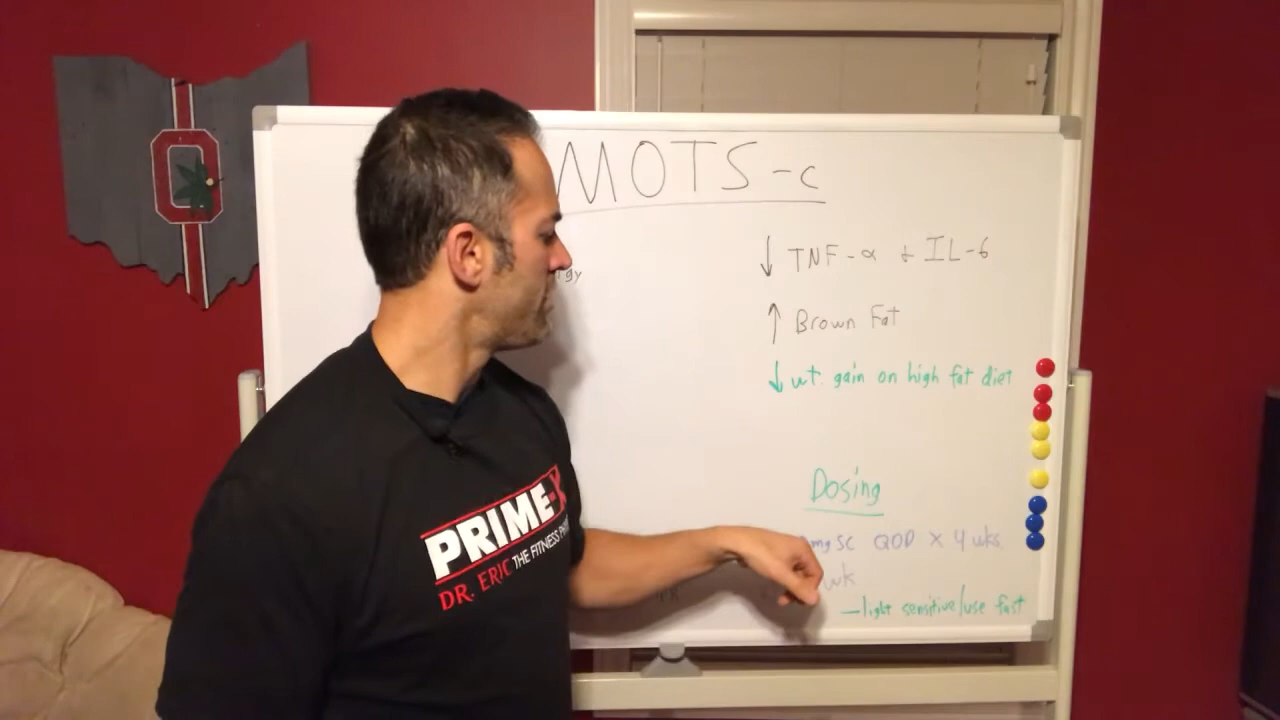 O
MOTS-c
↓ TNF-α + IL-6
↑ Brown Fat
↓ wt. gain on high fat diet
Dosing
mg SC QOD X 4 wks
wk
—light sensitive/use fast
PRIME-X
DR. ERIC THE FITNESS